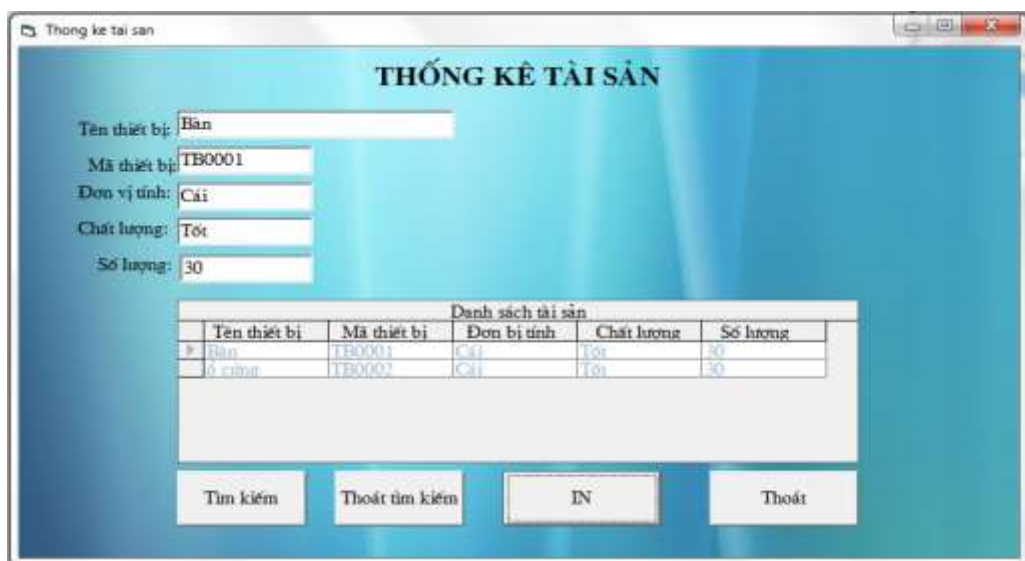 Thong ke tai san
THỐNG KÊ TÀI SẢN
Tên thiết bị: Bàn
Mã thiết bị: TB0001
Đơn vị tính: Cái
Chất lượng: Tốt
Số lượng: 30
Danh sách tài sản
Tên thiết bị Mã thiết bị Đơn bị tính Chất lượng Số lượng
Bàn TB0001 Cái Tốt 30
ổ cứng TB0002 Cái Tốt 30
Tìm kiếm Thoát tìm kiếm IN Thoát